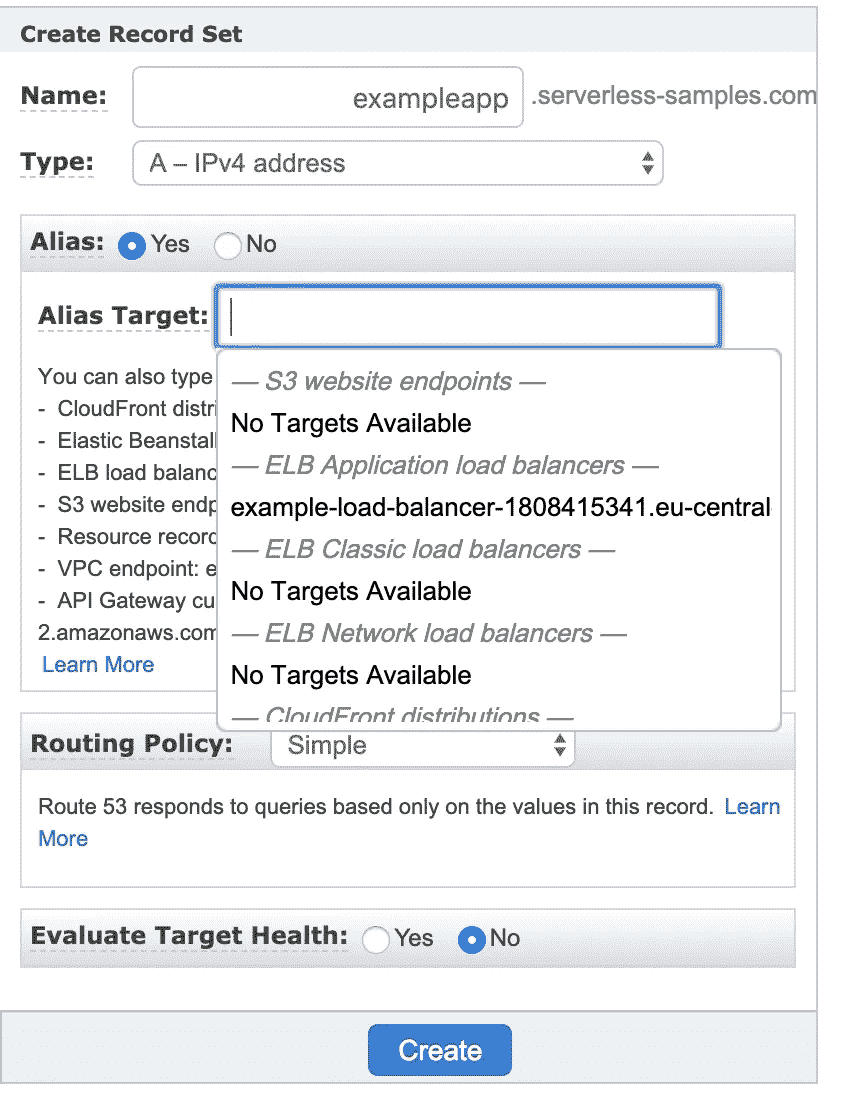 Create Record Set
Name: exampleapp .serverless-samples.com
Type: A – IPv4 address
Alias: Yes No
Alias Target:
You can also type
— S3 website endpoints —
- CloudFront distri
No Targets Available
- Elastic Beanstal
— ELB Application load balancers —
- ELB load balanc
- S3 website endp
example-load-balancer-1808415341.eu-central
- Resource recorc
— ELB Classic load balancers —
- VPC endpoint: e
No Targets Available
- API Gateway cu
— ELB Network load balancers —
2.amazonaws.com
Learn More
No Targets Available
— CloudFront distributions —
Routing Policy: Simple
Route 53 responds to queries based only on the values in this record. Learn
More
Evaluate Target Health: Yes No
Create